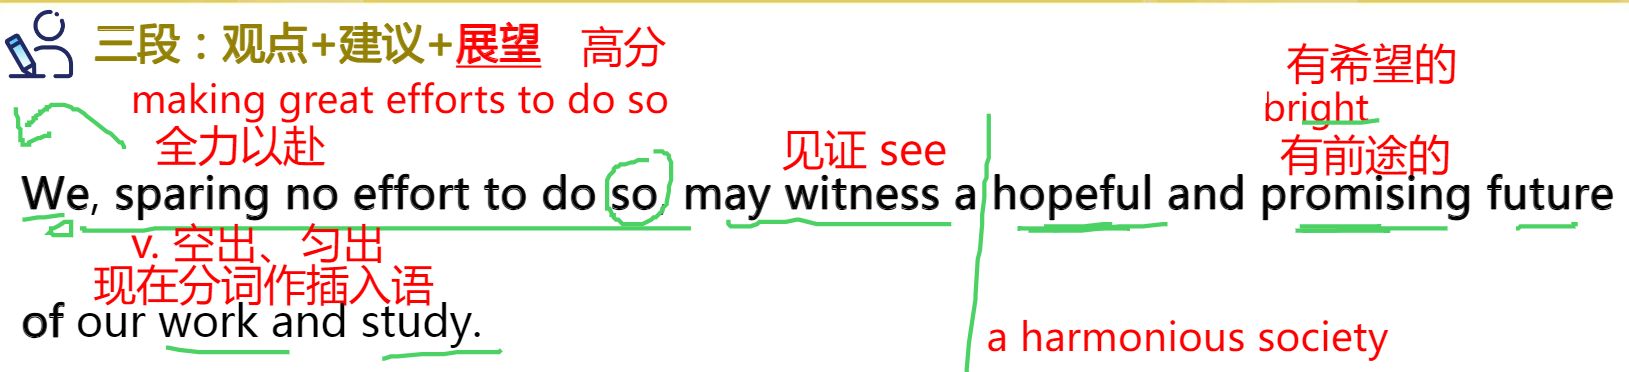 三段：观点+建议+展望 高分
有希望的
making great efforts to do so
bright
全力以赴
见证 see
有前途的
We, sparing no effort to do so, may witness a hopeful and promising future
v. 空出、匀出
现在分词作插入语
of our work and study.
a harmonious society